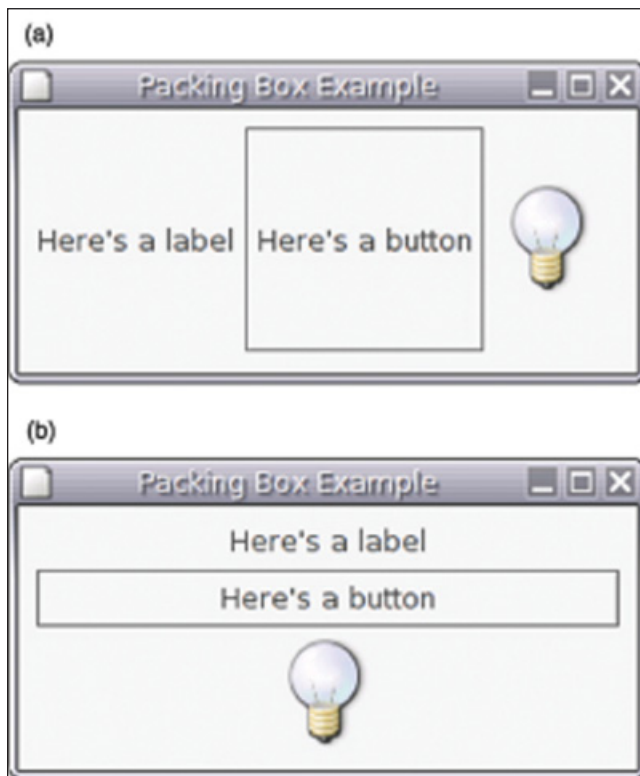 (a)
Packing Box Example
Here's a label Here's a button
(b)
Packing Box Example
Here's a label
Here's a button